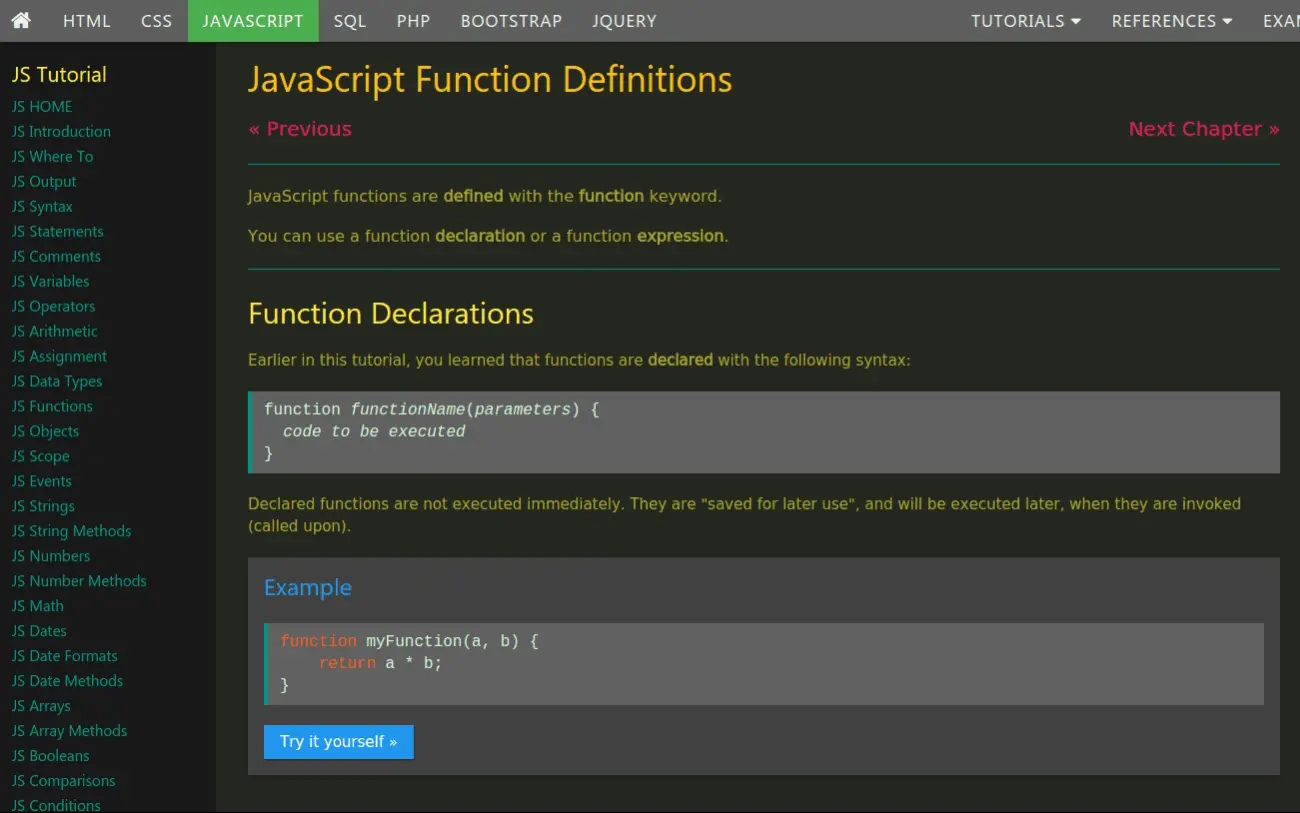 HTML CSS JAVASCRIPT SQL PHP BOOTSTRAP JQUERY TUTORIALS REFERENCES
JS Tutorial
JS HOME
JS Introduction
JS Where To
JS Output
JS Syntax
JS Statements
JS Comments
JS Variables
JS Operators
JS Arithmetic
JS Assignment
JS Data Types
JS Functions
JS Objects
JS Scope
JS Events
JS Strings
JS String Methods
JS Numbers
JS Number Methods
JS Math
JS Dates
JS Date Formats
JS Date Methods
JS Arrays
JS Array Methods
JS Booleans
JS Comparisons
JS Conditions
JavaScript Function Definitions
« Previous Next Chapter »
JavaScript functions are defined with the function keyword.
You can use a function declaration or a function expression.
Function Declarations
Earlier in this tutorial, you learned that functions are declared with the following syntax:
function functionName(parameters) {
code to be executed
}
Declared functions are not executed immediately. They are "saved for later use", and will be executed later, when they are invoked
(called upon).
Example
function myFunction(a, b) {
return a * b;
}
Try it yourself »